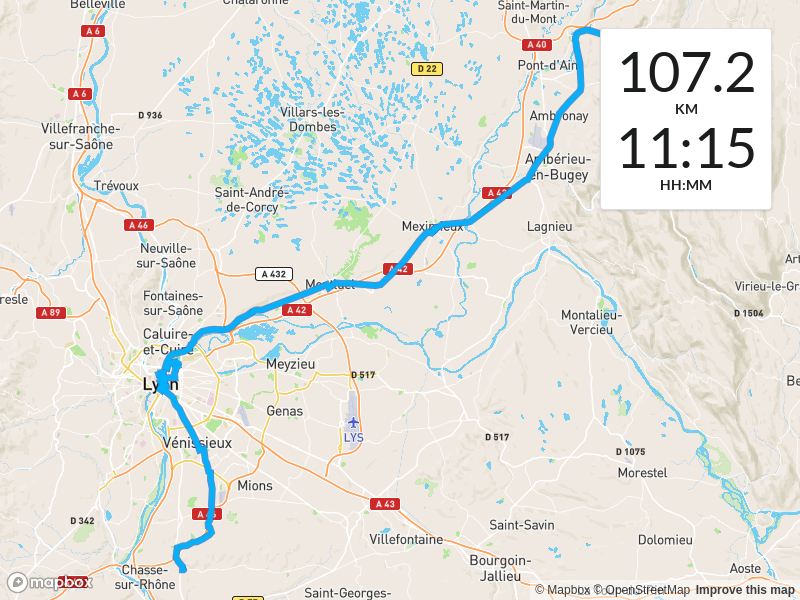 Belleville
Chalaronne
Saint-Martin-
du-Mont
A 6
A 40
Pont-d'Ain
D 22
107.2
KM
11:15
HH:MM
A 6
D 936
Villars-les-
Dombes
Ambronay
Villefranche-
sur-Saône
Ambérieu-
en-Bugey
Trévoux
Saint-André-
de-Corcy
A 42
A 46
Meximieux
Lagnieu
Neuville-
sur-Saône
A 432
A 42
Montluel
Virieu-le-Gra
Fontaines-
sur-Saône
A 89
A 42
D 1504
Montalieu-
Vercieu
Caluire-
et-Cuire
Meyzieu
D 517
Lyon
Genas
LYS
D 517
Vénissieux
D 1075
Morestel
Mions
A 43
A 46
D 342
Saint-Savin
Villefontaine
Dolomieu
Chasse-
sur-Rhône
Bourgoin-
Jallieu
Aoste
mapbox
Saint-Georges-
© Mapbox © OpenStreetMap Improve this map